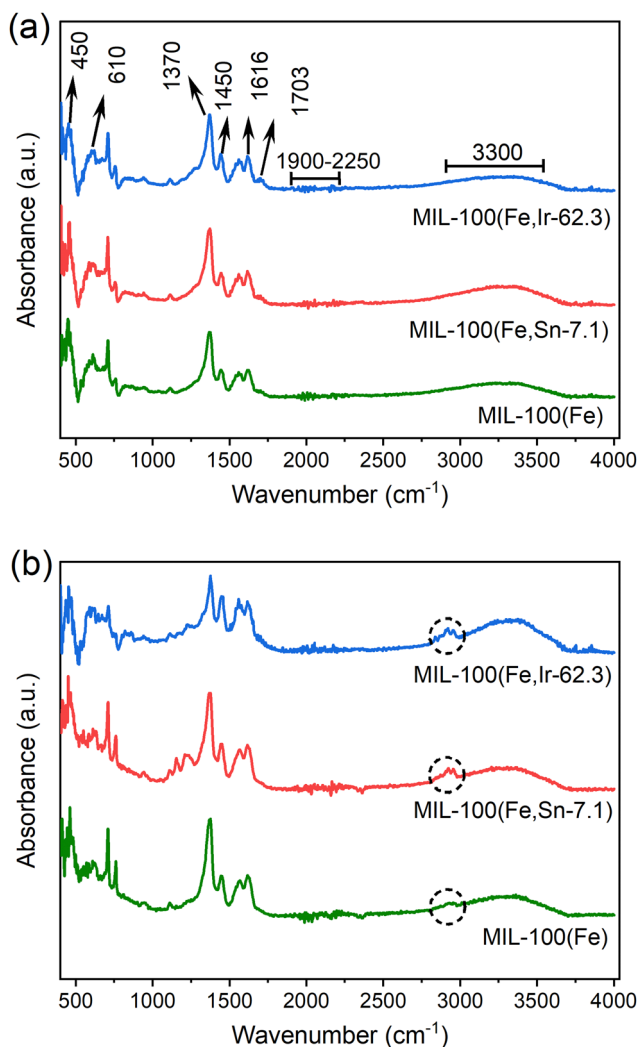 (a)
450
610
1370
1450
1616
1703
1900-2250
3300
MIL-100(Fe,Ir-62.3)
MIL-100(Fe,Sn-7.1)
MIL-100(Fe)
Absorbance (a.u.)
500 1000 1500 2000 2500 3000 3500 4000
Wavenumber (cm⁻¹)
(b)
MIL-100(Fe,Ir-62.3)
MIL-100(Fe,Sn-7.1)
MIL-100(Fe)
Absorbance (a.u.)
500 1000 1500 2000 2500 3000 3500 4000
Wavenumber (cm⁻¹)